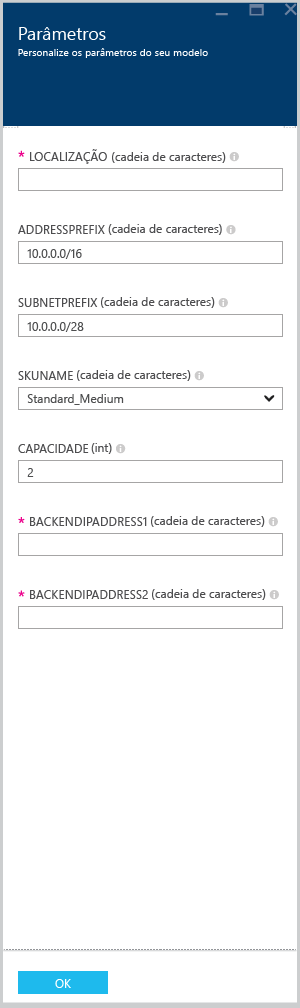 Parâmetros
Personalize os parâmetros do seu modelo
* LOCALIZAÇÃO (cadeia de caracteres)
ADDRESSPREFIX (cadeia de caracteres)
10.0.0.0/16
SUBNETPREFIX (cadeia de caracteres)
10.0.0.0/28
SKUNAME (cadeia de caracteres)
Standard_Medium
CAPACIDADE (int)
2
* BACKENDIPADDRESS1 (cadeia de caracteres)
* BACKENDIPADDRESS2 (cadeia de caracteres)
OK